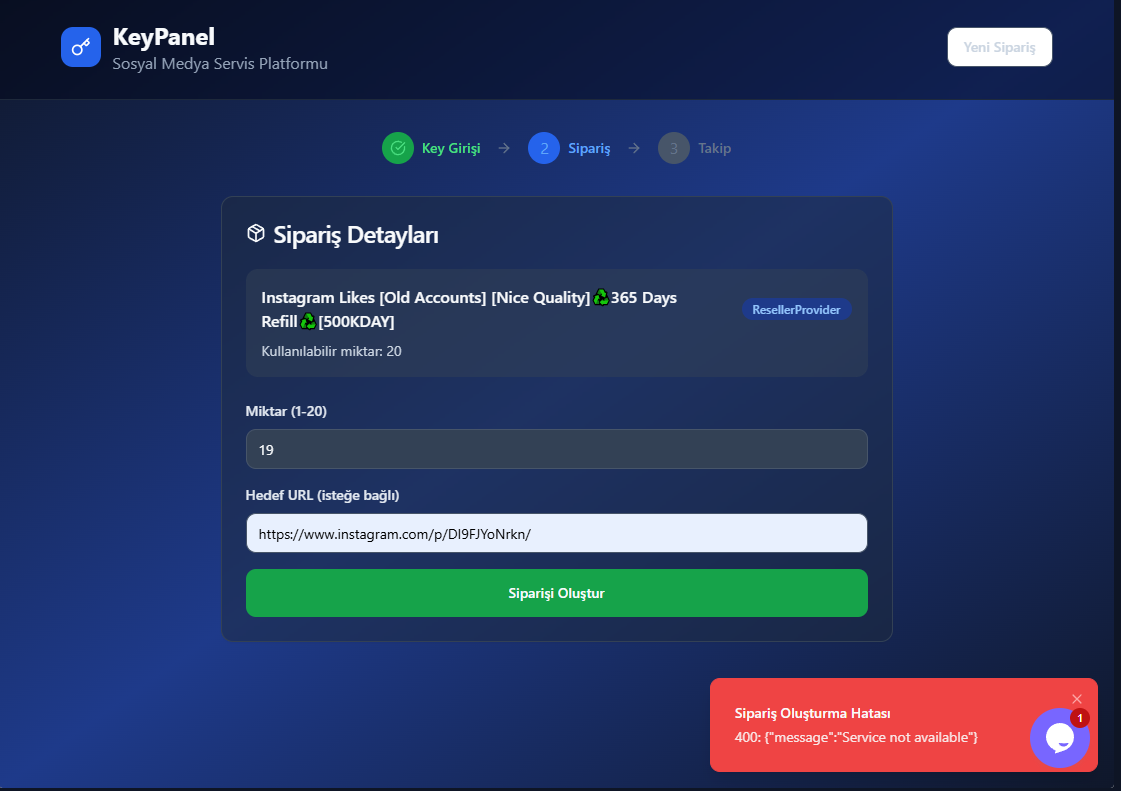 KeyPanel
Sosyal Medya Servis Platformu
Yeni Sipariş
Key Girişi → 2 Sipariş → 3 Takip
Sipariş Detayları
Instagram Likes [Old Accounts] [Nice Quality]♻365 Days
Refill♻[500KDAY]
ResellerProvider
Kullanılabilir miktar: 20
Miktar (1-20)
19
Hedef URL (isteğe bağlı)
https://www.instagram.com/p/DI9FJYoNrkn/
Siparişi Oluştur
Sipariş Oluşturma Hatası
400: {"message":"Service not available"}
1